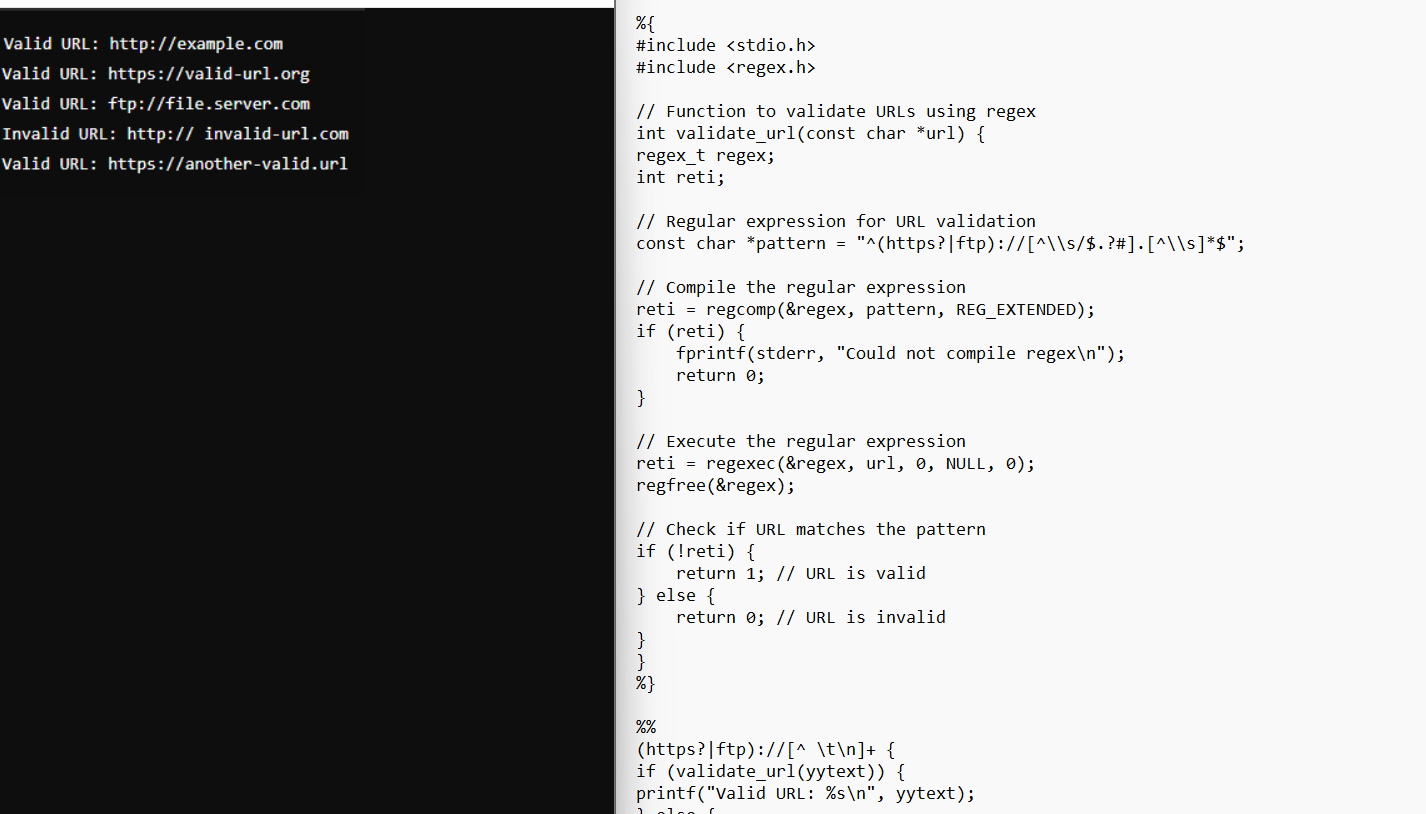 Valid URL: http://example.com
Valid URL: https://valid-url.org
Valid URL: ftp://file.server.com
Invalid URL: http:// invalid-url.com
Valid URL: https://another-valid.url
%{
#include <stdio.h>
#include <regex.h>
// Function to validate URLs using regex
int validate_url(const char *url) {
regex_t regex;
int reti;
// Regular expression for URL validation
const char *pattern = "^(https?|ftp)://[^\\s/$.?#].[^\\s]*$";
// Compile the regular expression
reti = regcomp(&regex, pattern, REG_EXTENDED);
if (reti) {
    fprintf(stderr, "Could not compile regex\n");
    return 0;
}
// Execute the regular expression
reti = regexec(&regex, url, 0, NULL, 0);
regfree(&regex);
// Check if URL matches the pattern
if (!reti) {
    return 1; // URL is valid
} else {
    return 0; // URL is invalid
}
}
%}
%%
(https?|ftp)://[^ \t\n]+ {
if (validate_url(yytext)) {
printf("Valid URL: %s\n", yytext);
} else {